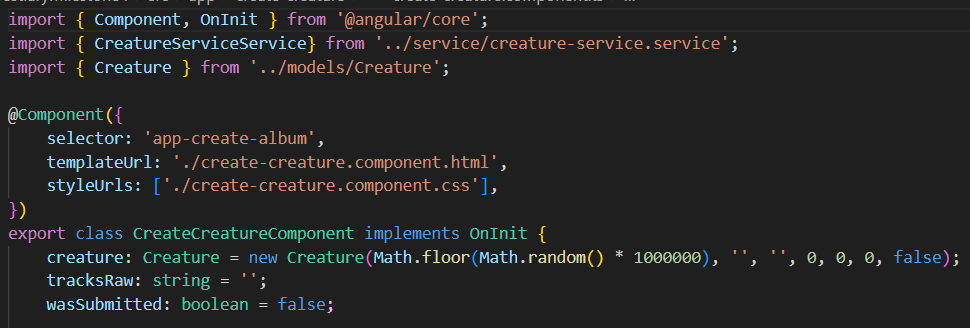 import { Component, OnInit } from '@angular/core';
import { CreatureServiceService} from '../service/creature-service.service';
import { Creature } from '../models/Creature';
@Component({
    selector: 'app-create-album',
    templateUrl: './create-creature.component.html',
    styleUrls: ['./create-creature.component.css'],
})
export class CreateCreatureComponent implements OnInit {
    creature: Creature = new Creature(Math.floor(Math.random() * 1000000), '', '', 0, 0, 0, false);
    tracksRaw: string = '';
    wasSubmitted: boolean = false;